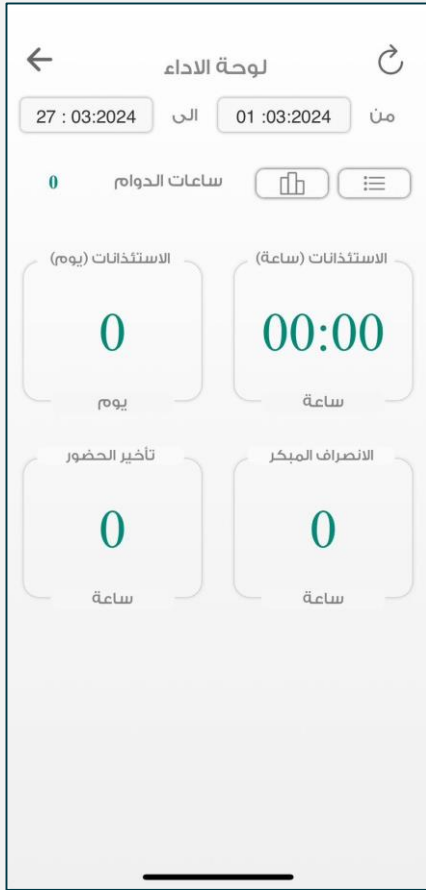 لوحة الاداء
من 01 :03:2024 الى 27 : 03:2024
ساعات الدوام 0
الاستئذانات (ساعة) الاستئذانات (يوم)
00:00 0
ساعة يوم
الانصراف المبكر تأخير الحضور
0 0
ساعة ساعة